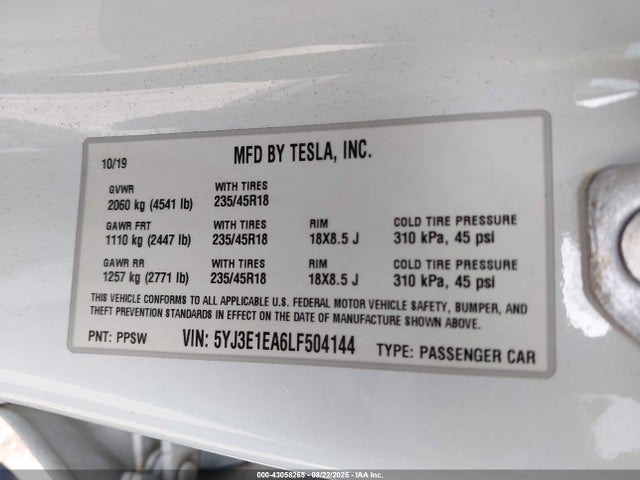 10/19 MFD BY TESLA, INC.
GVWR WITH TIRES
2060 kg (4541 lb) 235/45R18
GAWR FRT WITH TIRES RIM COLD TIRE PRESSURE
1110 kg (2447 lb) 235/45R18 18X8.5 J 310 kPa, 45 psi
GAWR RR WITH TIRES RIM COLD TIRE PRESSURE
1257 kg (2771 lb) 235/45R18 18X8.5 J 310 kPa, 45 psi
THIS VEHICLE CONFORMS TO ALL APPLICABLE U.S. FEDERAL MOTOR VEHICLE SAFETY, BUMPER, AND
THEFT PREVENTION STANDARDS IN EFFECT ON THE DATE OF MANUFACTURE SHOWN ABOVE.
PNT: PPSW VIN: 5YJ3E1EA6LF504144 TYPE: PASSENGER CAR
000-43058265 - 08/22/2025 - IAAI.com Inc.